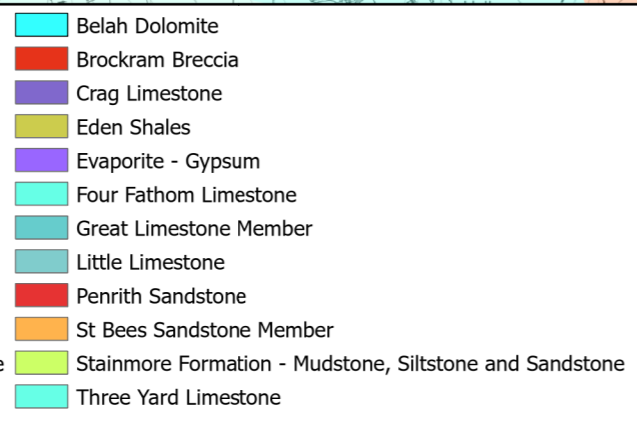 Belah Dolomite
Brockram Breccia
Crag Limestone
Eden Shales
Evaporite - Gypsum
Four Fathom Limestone
Great Limestone Member
Little Limestone
Penrith Sandstone
St Bees Sandstone Member
Stainmore Formation - Mudstone, Siltstone and Sandstone
Three Yard Limestone